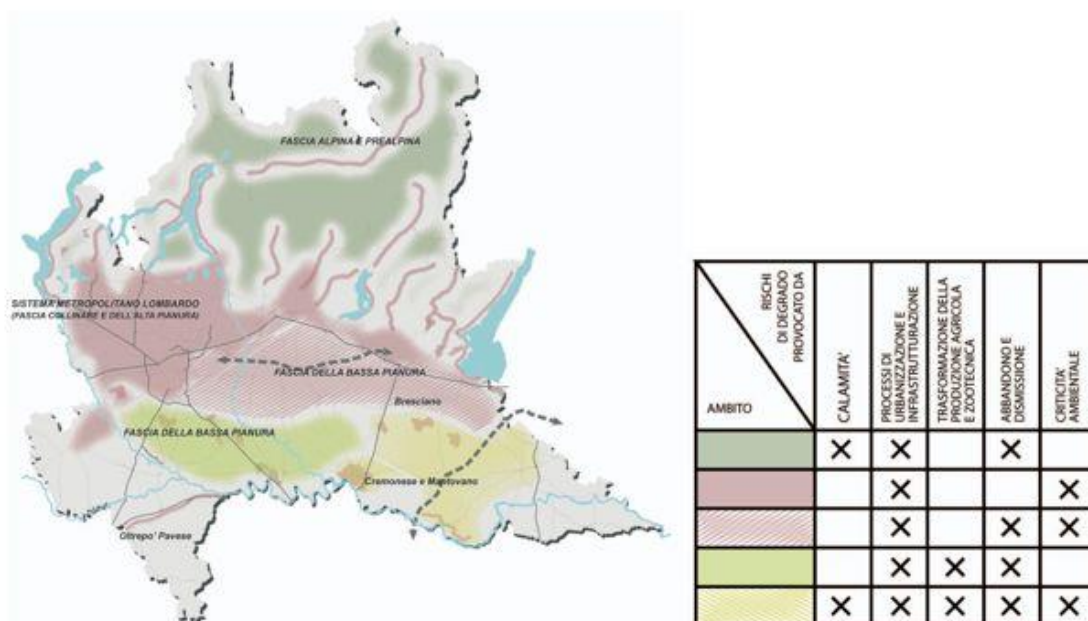 FASCIA ALPINA E PREALPINA
SISTEMA METROPOLITANO LOMBARDO
(FASCIA COLLINARE E DELL'ALTA PIANURA)
FASCIA DELLA BASSA PIANURA
Bresciano
FASCIA DELLA BASSA PIANURA
Cremonese e Mantovano
Oltrepo' Pavese
RISCHI
DI DEGRADO
PROVOCATO DA
AMBITO
CALAMITA'
PROCESSI DI
URBANIZZAZIONE E
INFRASTRUTTURAZIONE
TRASFORMAZIONE DELLA
PRODUZIONE AGRICOLA
E ZOOTECNICA
ABBANDONO E
DISMISSIONE
CRITICITA'
AMBIENTALE
X X X
X X
X X X
X X X
X X X X X